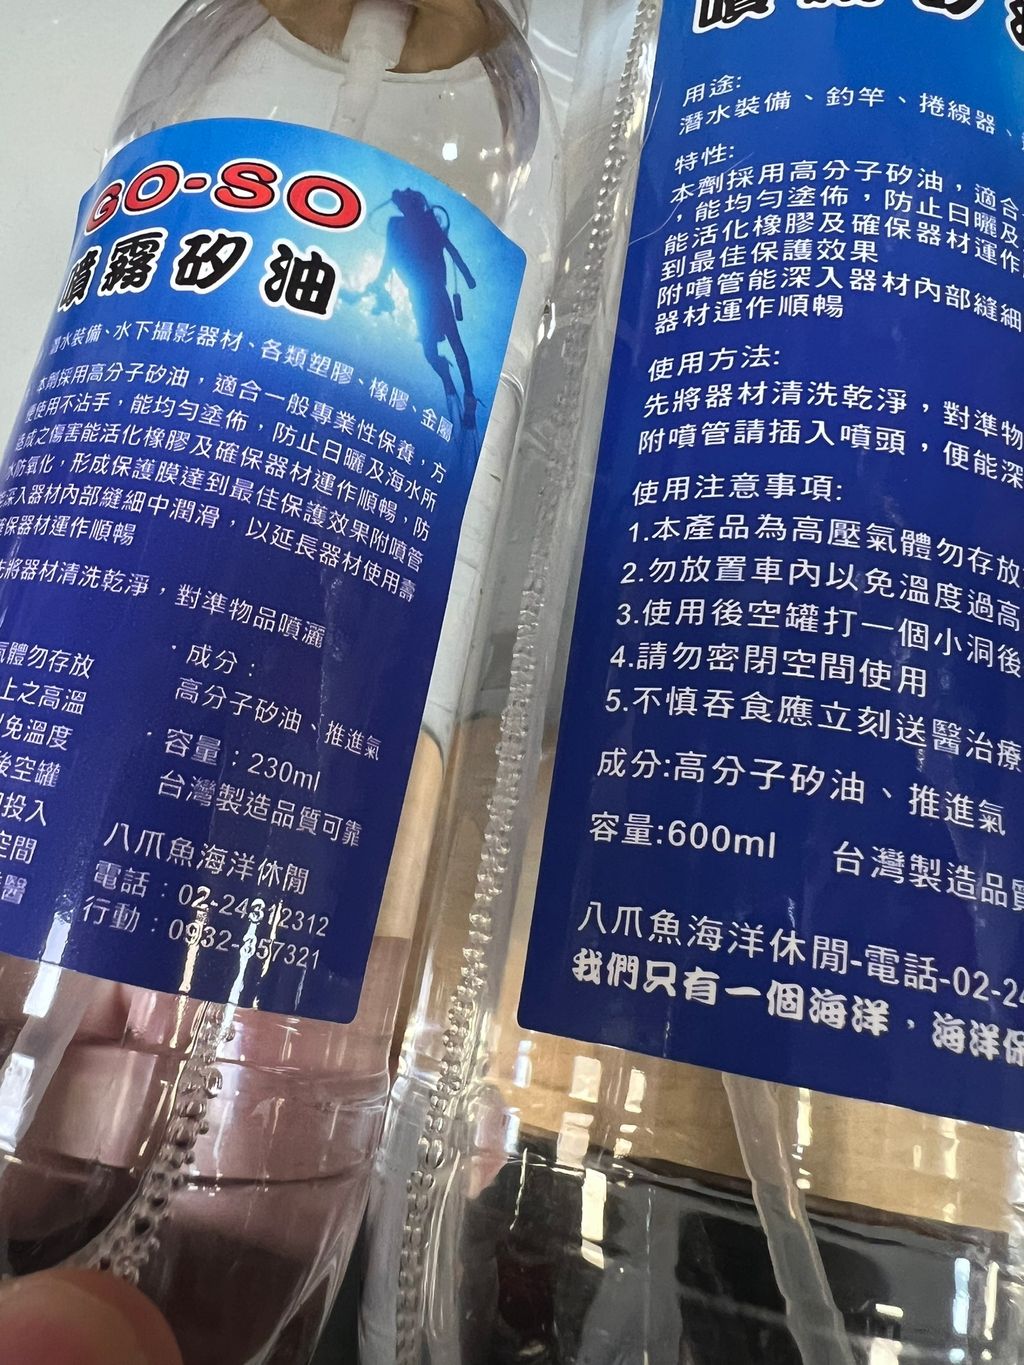 GO-SO
噴霧矽油
潛水裝備、水下攝影器材、各類塑膠、橡膠、金屬
本劑採用高分子矽油，適合一般專業性保養，方
便使用不沾手，能均勻塗佈，防止日曬及海水所
造成之傷害能活化橡膠及確保器材運作順暢，防
水防氧化，形成保護膜達到最佳保護效果附噴管
深入器材內部縫細中潤滑，以延長器材使用壽
確保器材運作順暢
先將器材清洗乾淨，對準物品噴灑
氣體勿存放
上之高溫
以免溫度
後空罐
投入
空間
醫
·成分：
高分子矽油、推進氣
·容量：230ml
台灣製造品質可靠
八爪魚海洋休閒
電話：02-24312312
行動：0932-357321
用途:
潛水裝備、釣竿、捲線器、
特性:
本劑採用高分子矽油，適合
，能均勻塗佈，防止日曬及
能活化橡膠及確保器材運作
到最佳保護效果
附噴管能深入器材內部縫細
器材運作順暢
使用方法:
先將器材清洗乾淨，對準物
附噴管請插入噴頭，便能深
使用注意事項:
1.本產品為高壓氣體勿存放
2.勿放置車內以免溫度過高
3.使用後空罐打一個小洞後
4.請勿密閉空間使用
5.不慎吞食應立刻送醫治療
成分:高分子矽油、推進氣
容量:600ml 台灣製造品質
八爪魚海洋休閒-電話-02-24
我們只有一個海洋，海洋保